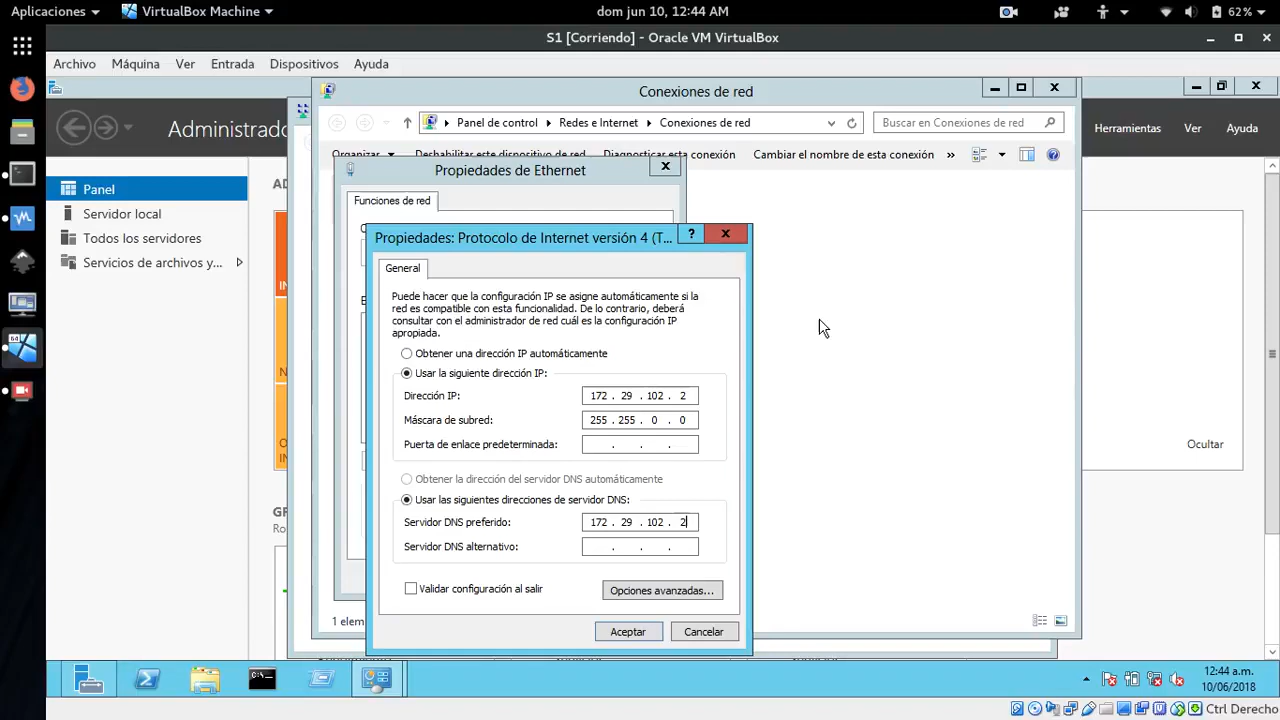 Aplicaciones
VirtualBox Machine
dom jun 10, 12:44 AM
62%
S1 [Corriendo] - Oracle VM VirtualBox
Archivo Máquina Ver Entrada Dispositivos Ayuda
Conexiones de red
Administrado
Panel de control Redes e Internet Conexiones de red
Buscar en Conexiones de red
Herramientas Ver Ayuda
Organizar Deshabilitar este dispositivo de red Diagnosticar esta conexión Cambiar el nombre de esta conexión »
Propiedades de Ethernet
Funciones de red
Panel
Servidor local
Todos los servidores
Servicios de archivos y...
Propiedades: Protocolo de Internet versión 4 (T...
General
Puede hacer que la configuración IP se asigne automáticamente si la
red es compatible con esta funcionalidad. De lo contrario, deberá
consultar con el administrador de red cuál es la configuración IP
apropiada.
Obtener una dirección IP automáticamente
Usar la siguiente dirección IP:
Dirección IP: 172 . 29 . 102 . 2
Máscara de subred: 255 . 255 . 0 . 0
Puerta de enlace predeterminada: . . .
Obtener la dirección del servidor DNS automáticamente
Usar las siguientes direcciones de servidor DNS:
Servidor DNS preferido: 172 . 29 . 102 . 2
Servidor DNS alternativo: . . .
Validar configuración al salir
Opciones avanzadas...
Aceptar Cancelar
Ocultar
1 elem
12:44 a.m.
10/06/2018
Ctrl Derecho